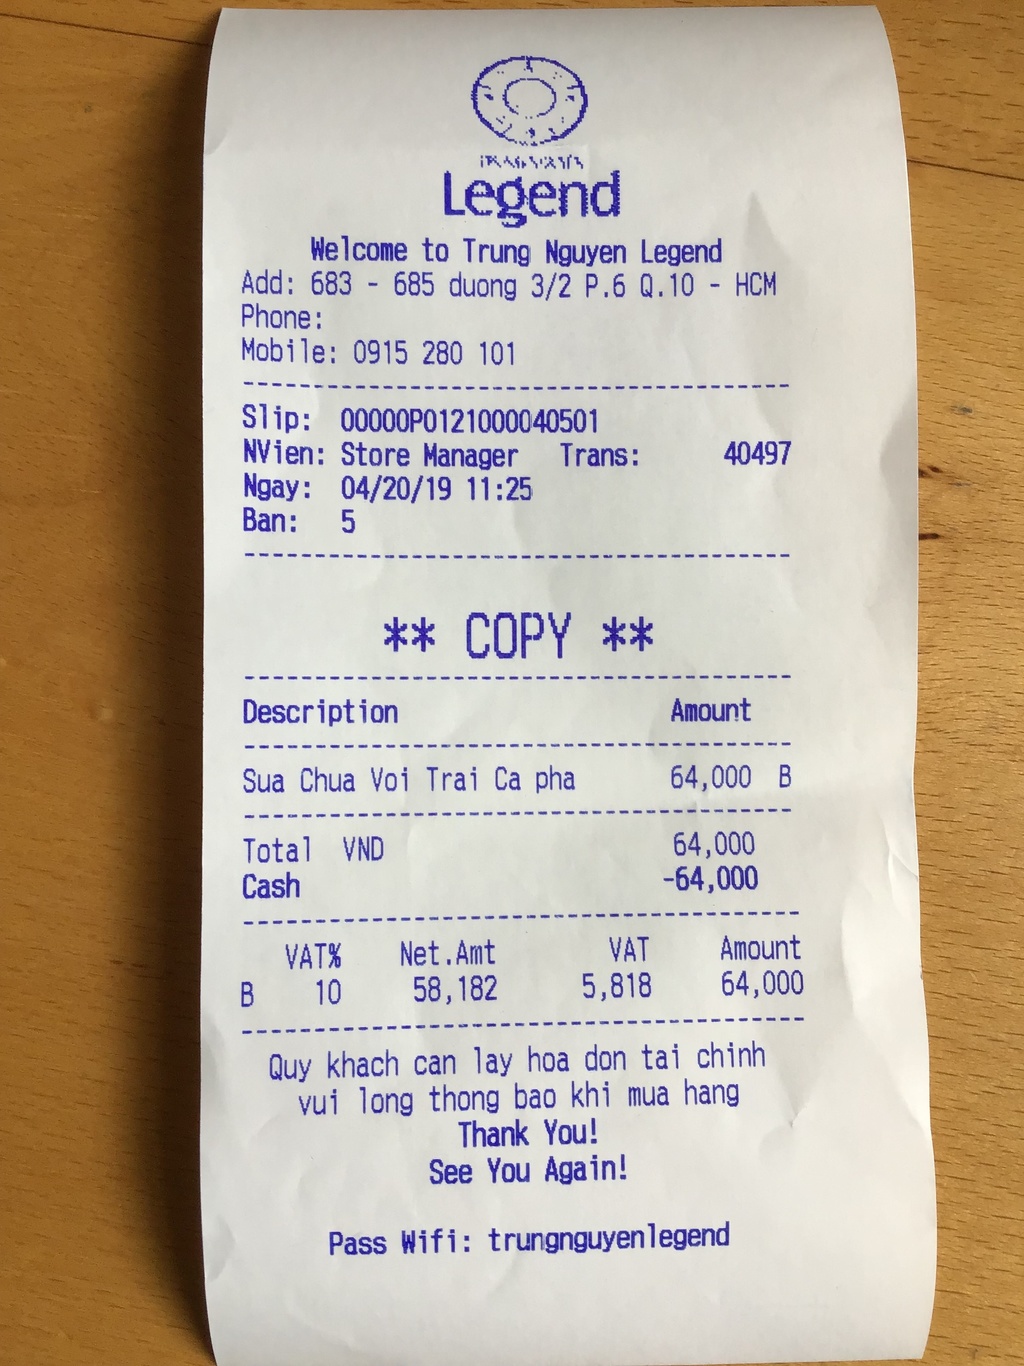 Legend
Welcome to Trung Nguyen Legend
Add: 683 - 685 duong 3/2 P.6 Q.10 - HCM
Phone:
Mobile: 0915 280 101
Slip: 00000P0121000040501
NVien: Store Manager Trans: 40497
Ngay: 04/20/19 11:25
Ban: 5
** COPY **
Description Amount
Sua Chua Voi Trai Ca pha 64,000 B
Total VND 64,000
Cash -64,000
VAT% Net.Amt VAT Amount
B 10 58,182 5,818 64,000
Quy khach can lay hoa don tai chinh
vui long thong bao khi mua hang
Thank You!
See You Again!
Pass Wifi: trungnguyenlegend